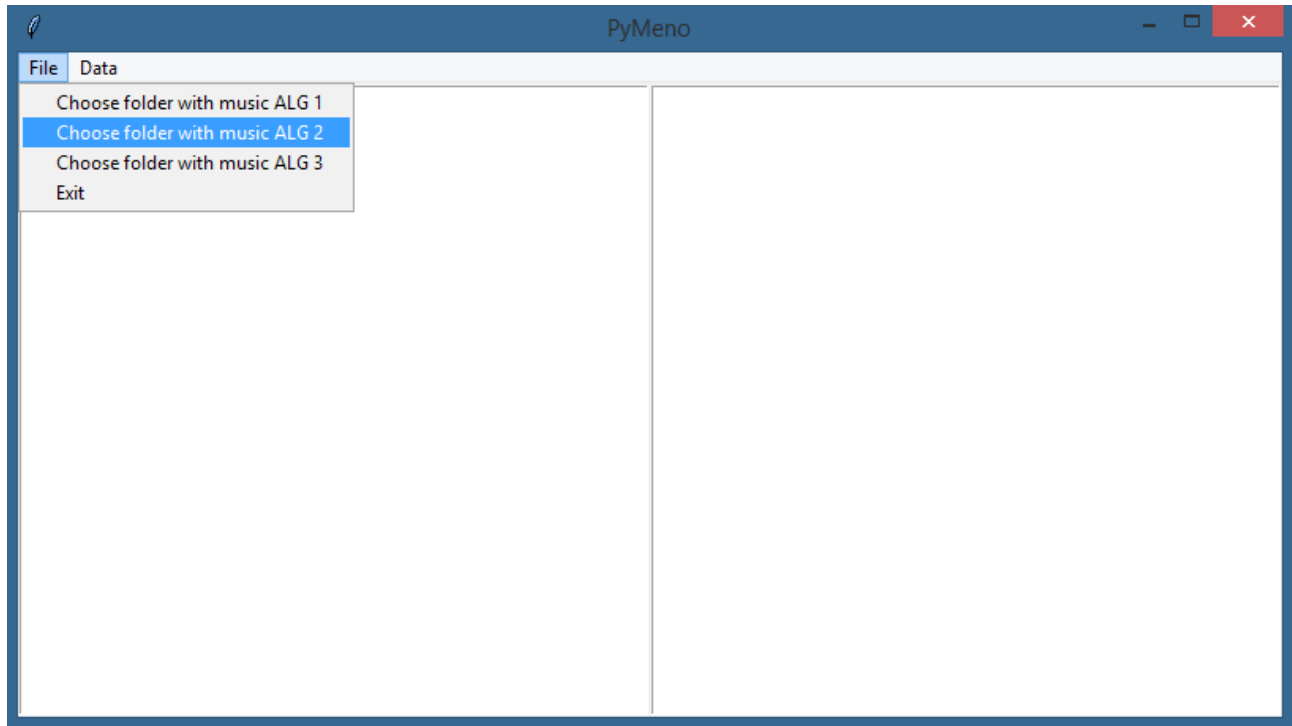 PyMeno
File Data
Choose folder with music ALG 1
Choose folder with music ALG 2
Choose folder with music ALG 3
Exit